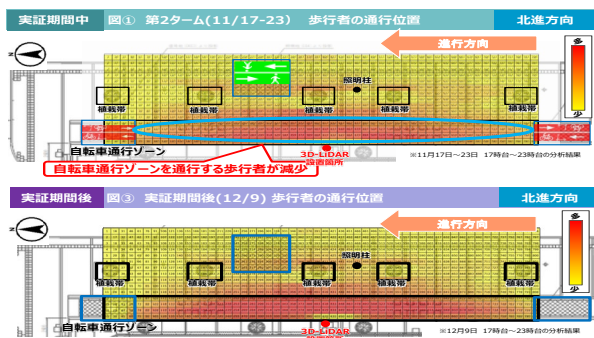 実証期間中 図① 第2ターム(11/17-23) 歩行者の通行位置 北進方向
進行方向
多
少
N
照明柱
植栽帯 植栽帯 植栽帯 植栽帯 植栽帯
自転車通行ゾーン
3D-LiDAR
設置箇所
※11月17日～23日 17時台～23時台の分析結果
自転車通行ゾーンを通行する歩行者が減少
実証期間後 図③ 実証期間後(12/9) 歩行者の通行位置 北進方向
進行方向
多
少
N
照明柱
植栽帯 植栽帯 植栽帯 植栽帯 植栽帯
自転車通行ゾーン
3D-LiDAR
設置箇所
※12月9日 17時台～23時台の分析結果